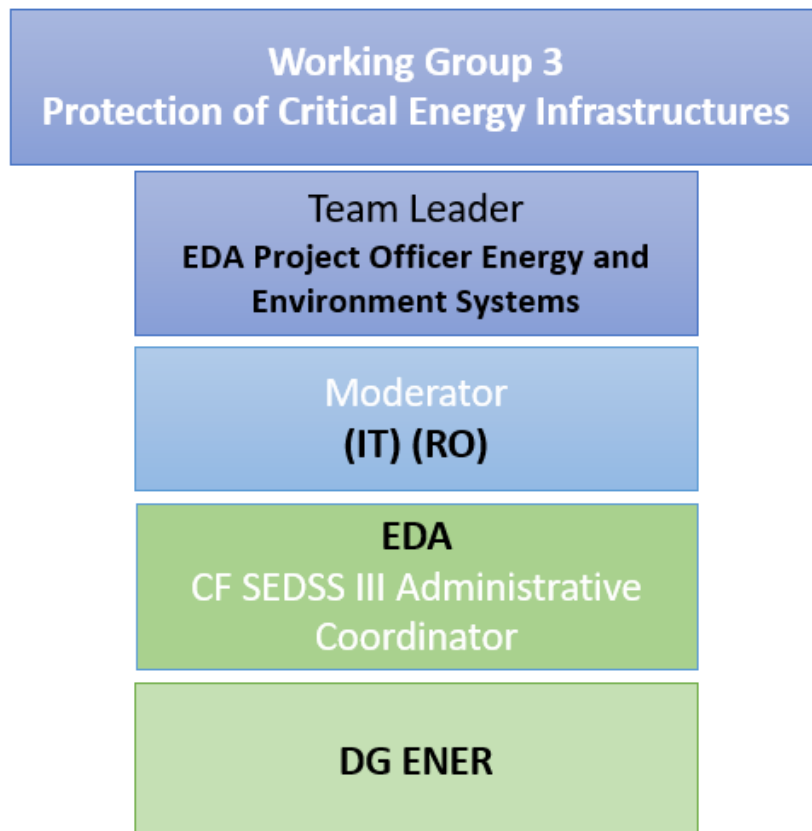 Working Group 3
Protection of Critical Energy Infrastructures
Team Leader
EDA Project Officer Energy and
Environment Systems
Moderator
(IT) (RO)
EDA
CF SEDSS III Administrative
Coordinator
DG ENER